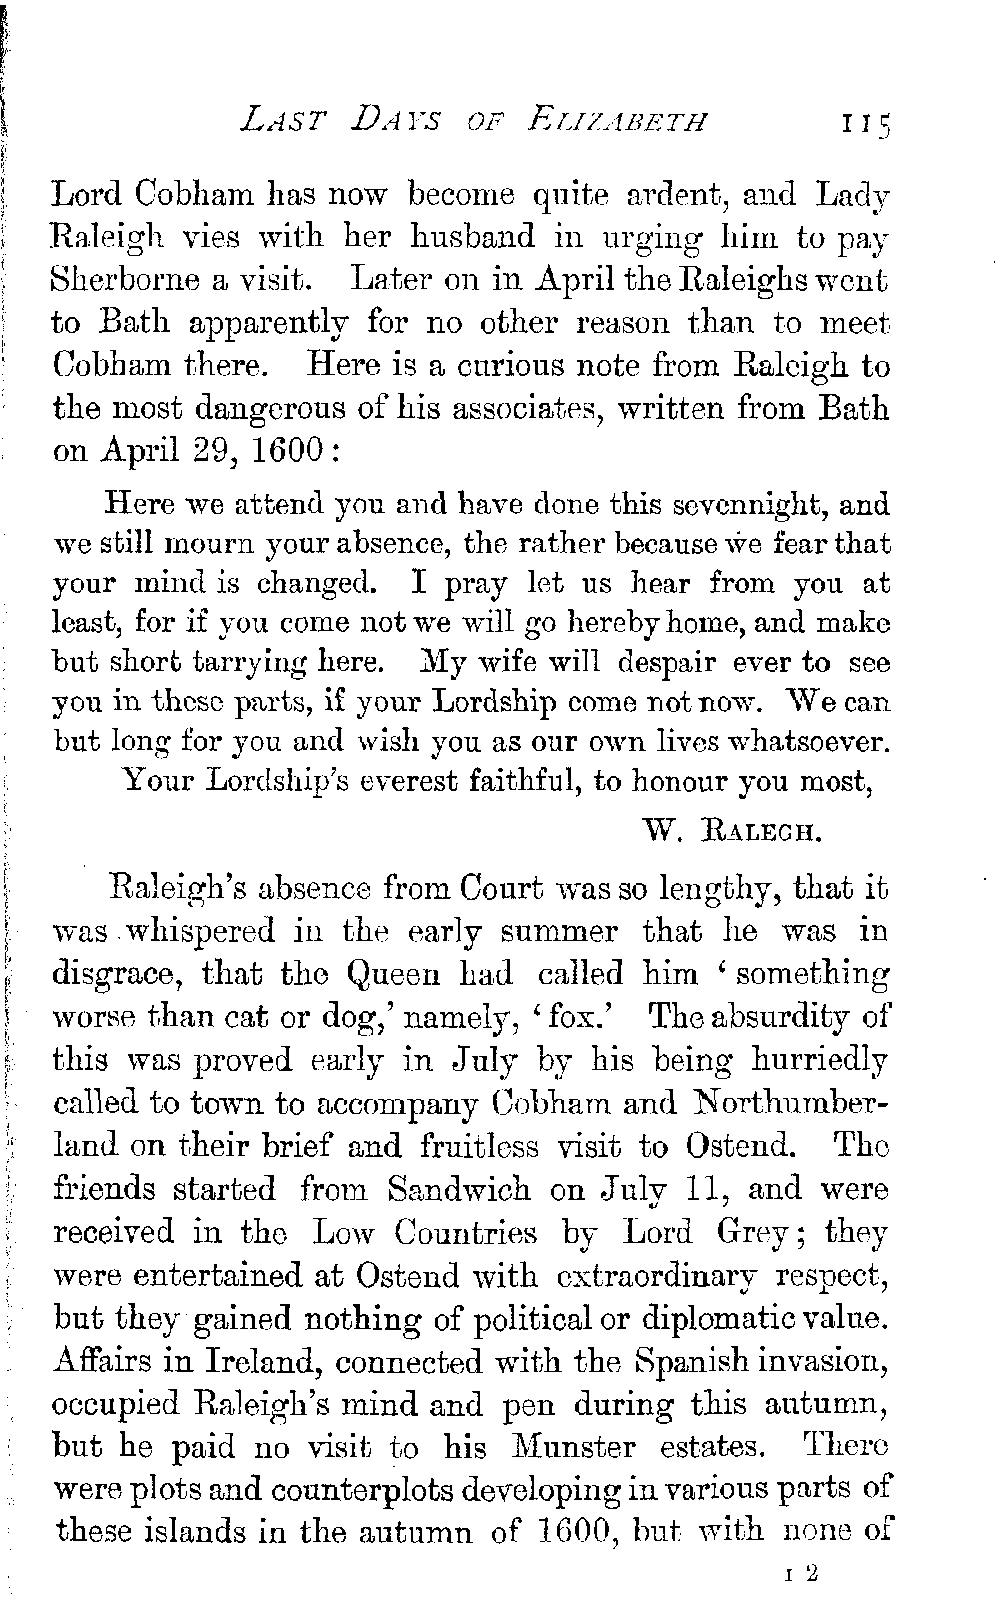 LAST DAYS OF ELIZABETH 115
Lord Cobham has now become quite ardent, and Lady
Raleigh vies with her husband in urging him to pay
Sherborne a visit. Later on in April the Raleighs went
to Bath apparently for no other reason than to meet
Cobham there. Here is a curious note from Raleigh to
the most dangerous of his associates, written from Bath
on April 29, 1600:
Here we attend you and have done this sevennight, and
we still mourn your absence, the rather because we fear that
your mind is changed. I pray let us hear from you at
least, for if you come not we will go hereby home, and make
but short tarrying here. My wife will despair ever to see
you in these parts, if your Lordship come not now. We can
but long for you and wish you as our own lives whatsoever.
Your Lordship's everest faithful, to honour you most,
W. RALEGH.
Raleigh's absence from Court was so lengthy, that it
was whispered in the early summer that he was in
disgrace, that the Queen had called him ‘something
worse than cat or dog,’ namely, ‘fox.’ The absurdity of
this was proved early in July by his being hurriedly
called to town to accompany Cobham and Northumber-
land on their brief and fruitless visit to Ostend. The
friends started from Sandwich on July 11, and were
received in the Low Countries by Lord Grey; they
were entertained at Ostend with extraordinary respect,
but they gained nothing of political or diplomatic value.
Affairs in Ireland, connected with the Spanish invasion,
occupied Raleigh's mind and pen during this autumn,
but he paid no visit to his Munster estates. There
were plots and counterplots developing in various parts of
these islands in the autumn of 1600, but with none of
I 2